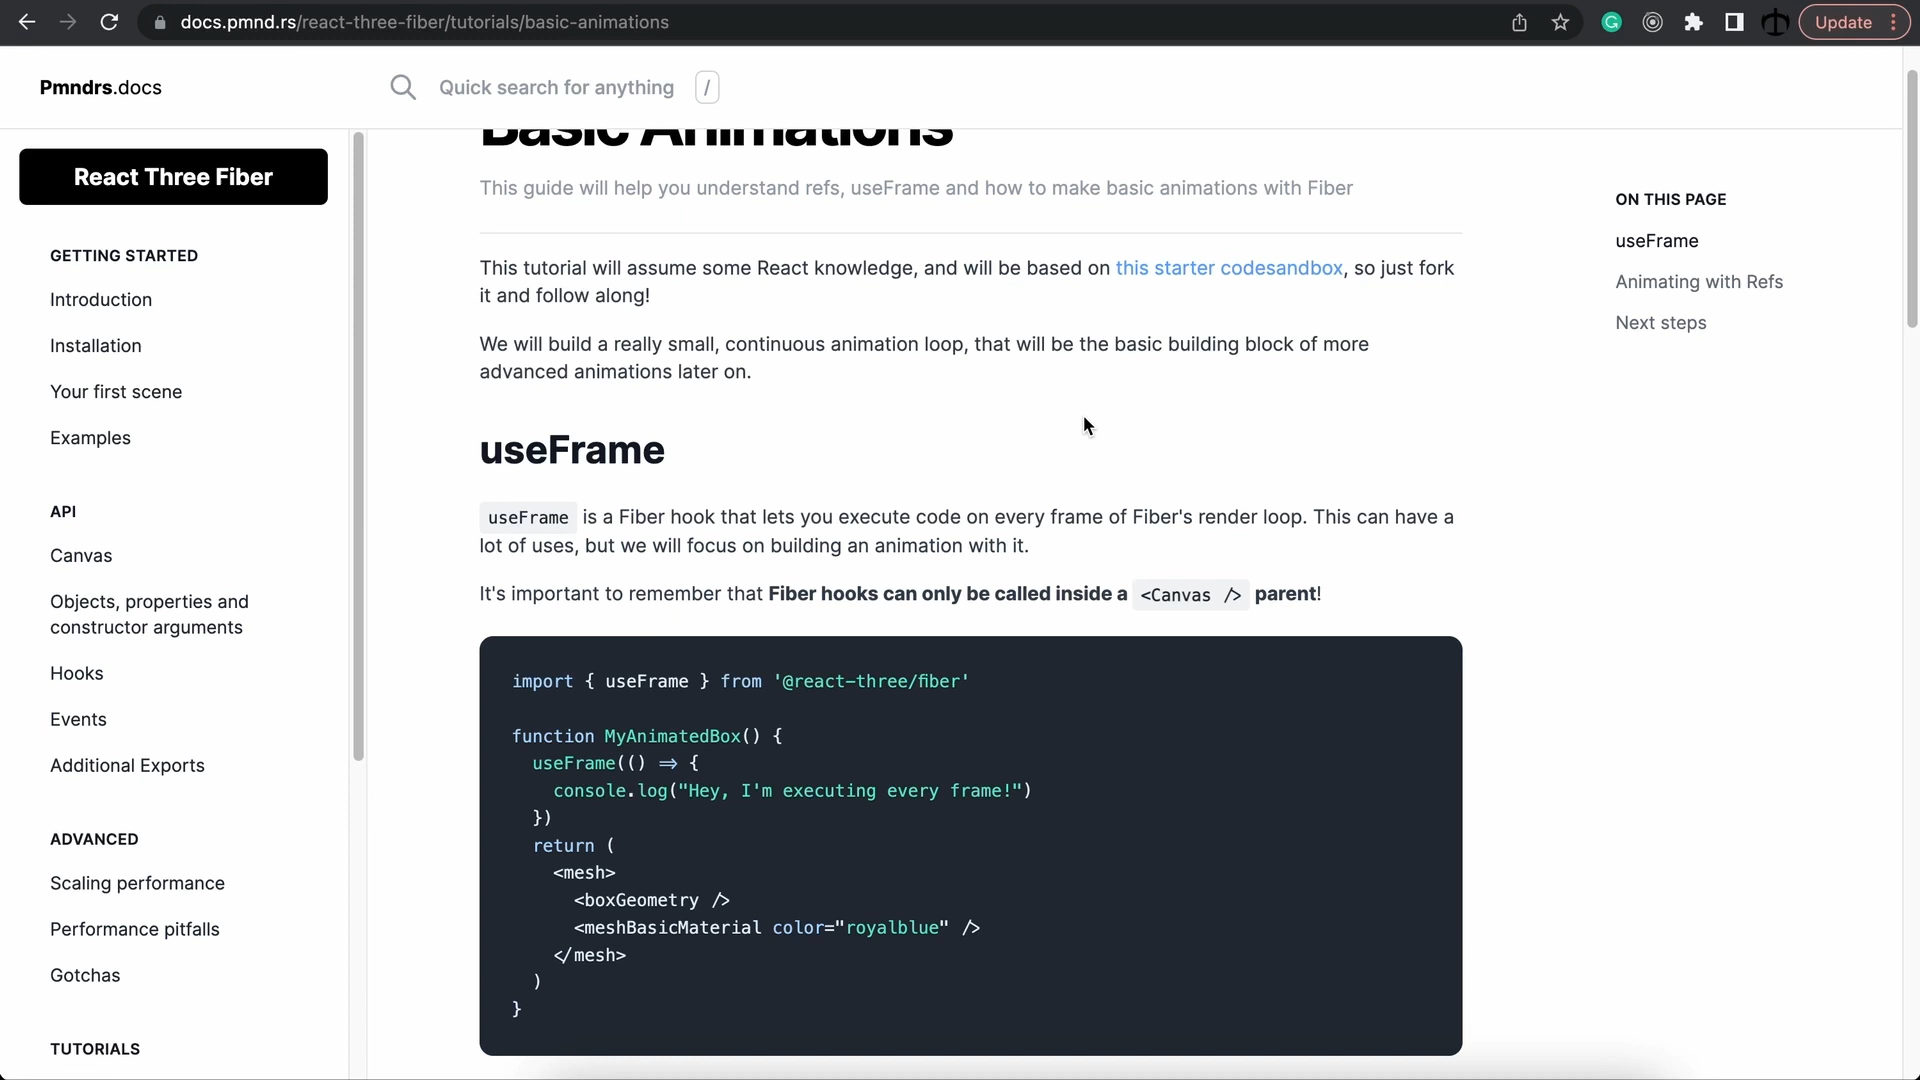 docs.pmnd.rs/react-three-fiber/tutorials/basic-animations
Update
Pmndrs.docs
Quick search for anything
/
React Three Fiber
GETTING STARTED
Introduction
Installation
Your first scene
Examples
API
Canvas
Objects, properties and
constructor arguments
Hooks
Events
Additional Exports
ADVANCED
Scaling performance
Performance pitfalls
Gotchas
TUTORIALS
Basic Animations
This guide will help you understand refs, useFrame and how to make basic animations with Fiber
This tutorial will assume some React knowledge, and will be based on this starter codesandbox, so just fork
it and follow along!
We will build a really small, continuous animation loop, that will be the basic building block of more
advanced animations later on.
useFrame
useFrame is a Fiber hook that lets you execute code on every frame of Fiber's render loop. This can have a
lot of uses, but we will focus on building an animation with it.
It's important to remember that Fiber hooks can only be called inside a <Canvas /> parent!
import { useFrame } from '@react-three/fiber'
function MyAnimatedBox() {
useFrame(() => {
console.log("Hey, I'm executing every frame!")
})
return (
<mesh>
<boxGeometry />
<meshBasicMaterial color="royalblue" />
</mesh>
)
}
ON THIS PAGE
useFrame
Animating with Refs
Next steps